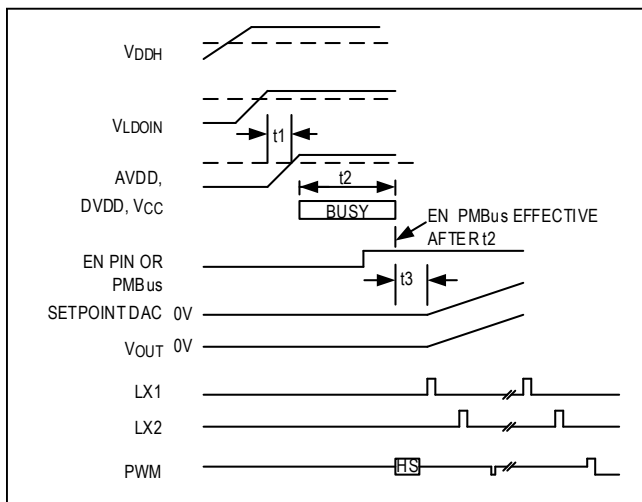 VDDH
VLDOIN
t1
AVDD,
DVDD, VCC
t2
BUSY
EN PMBus EFFECTIVE
AFTER t2
EN PIN OR
PMBus
t3
SETPOINT DAC 0V
VOUT 0V
LX1
LX2
PWM
HS